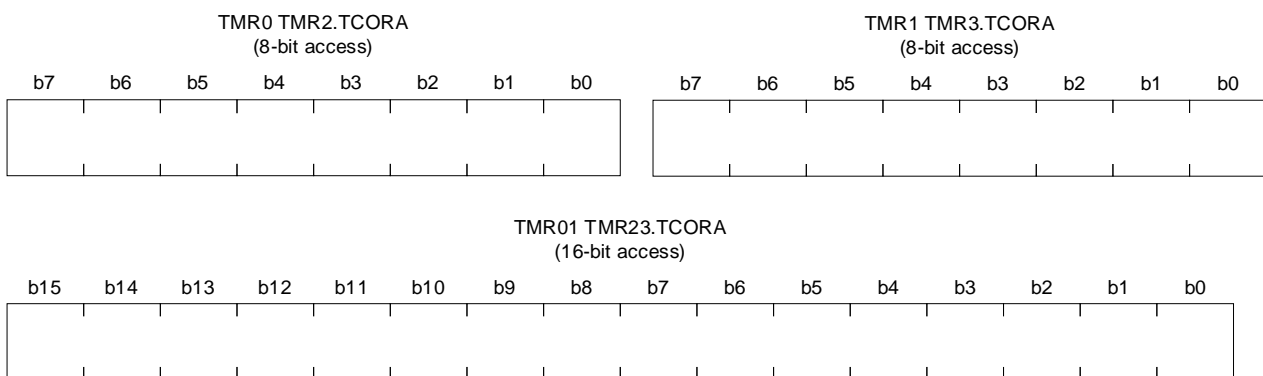 TMR0 TMR2.TCORA
(8-bit access)
b7 b6 b5 b4 b3 b2 b1 b0
TMR1 TMR3.TCORA
(8-bit access)
b7 b6 b5 b4 b3 b2 b1 b0
TMR01 TMR23.TCORA
(16-bit access)
b15 b14 b13 b12 b11 b10 b9 b8 b7 b6 b5 b4 b3 b2 b1 b0